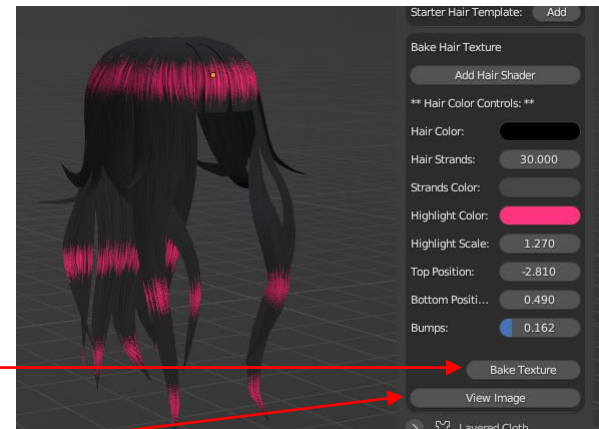 Starter Hair Template: Add
Bake Hair Texture
Add Hair Shader
** Hair Color Controls: **
Hair Color:
Hair Strands: 30.000
Strands Color:
Highlight Color:
Highlight Scale: 1.270
Top Position: -2.810
Bottom Positi... 0.490
Bumps: 0.162
Bake Texture
View Image
Layered Cloth